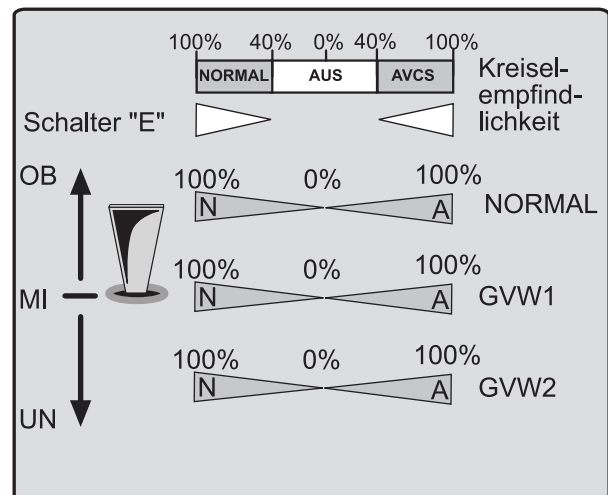 100% 40% 0% 40% 100%
NORMAL AUS AVCS
Kreisel-
empfind-
lichkeit
Schalter "E"
OB
100% 0% 100%
N A NORMAL
100% 0% 100%
MI N A GVW1
100% 0% 100%
N A GVW2
UN